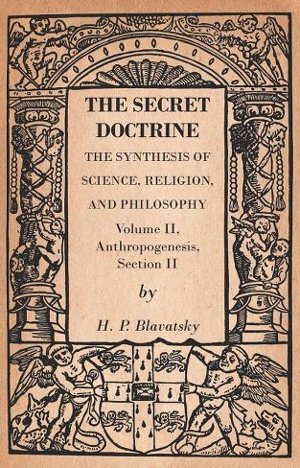 THE SECRET
DOCTRINE
THE SYNTHESIS OF
SCIENCE, RELIGION,
AND PHILOSOPHY
Volume II,
Anthropogenesis,
Section II
by
H. P. Blavatsky